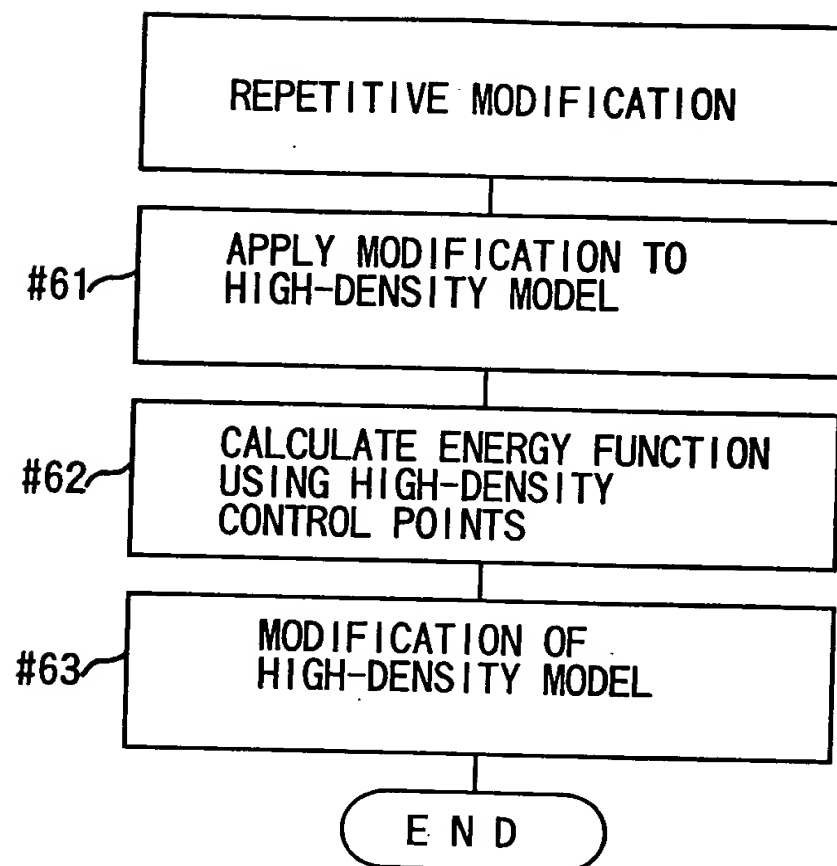 REPETITIVE MODIFICATION
#61
APPLY MODIFICATION TO
HIGH-DENSITY MODEL
#62
CALCULATE ENERGY FUNCTION
USING HIGH-DENSITY
CONTROL POINTS
#63
MODIFICATION OF
HIGH-DENSITY MODEL
END